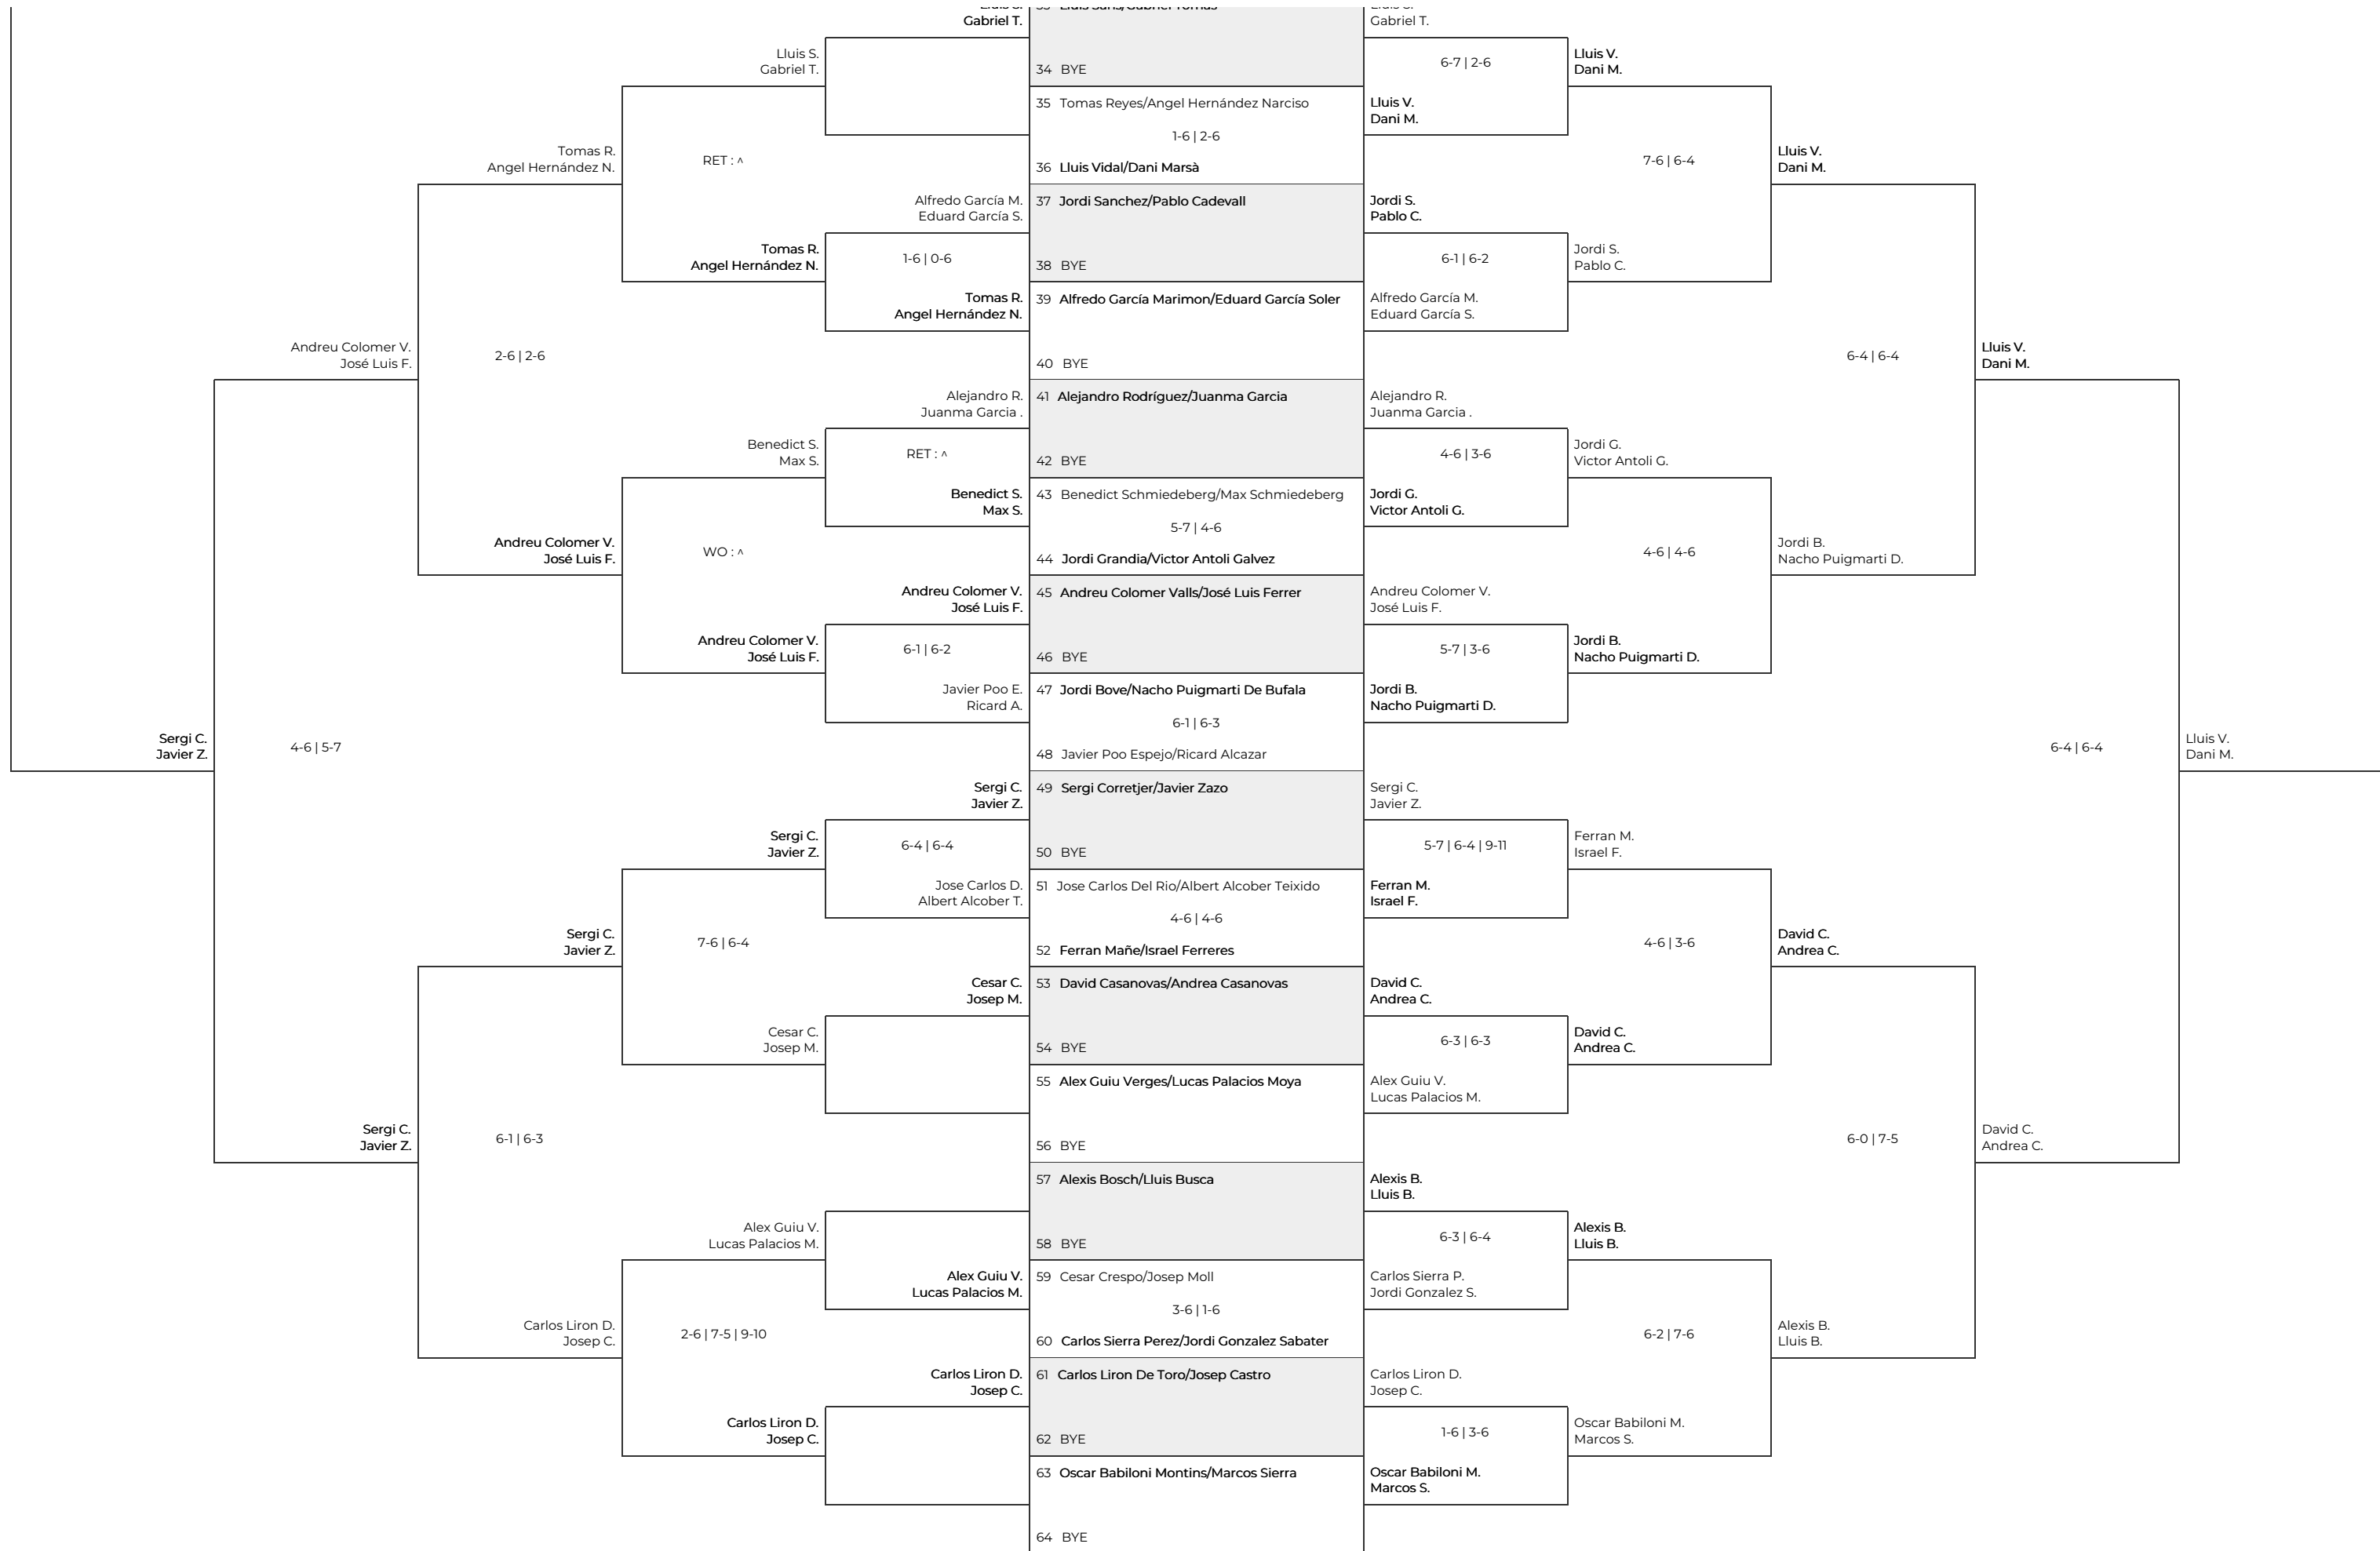 Gabriel T.
Gabriel T.
Lluis S.
Gabriel T.
34 BYE
6-7 | 2-6
Lluis V.
Dani M.
35 Tomas Reyes/Angel Hernández Narciso
1-6 | 2-6
36 Lluis Vidal/Dani Marsà
Lluis V.
Dani M.
Tomas R.
Angel Hernández N.
RET : ^
7-6 | 6-4
Lluis V.
Dani M.
Alfredo García M.
Eduard García S.
37 Jordi Sanchez/Pablo Cadevall
Jordi S.
Pablo C.
Tomas R.
Angel Hernández N.
1-6 | 0-6
38 BYE
6-1 | 6-2
Jordi S.
Pablo C.
Tomas R.
Angel Hernández N.
39 Alfredo García Marimon/Eduard García Soler
Alfredo García M.
Eduard García S.
Andreu Colomer V.
José Luis F.
2-6 | 2-6
40 BYE
6-4 | 6-4
Lluis V.
Dani M.
Alejandro R.
Juanma Garcia .
41 Alejandro Rodríguez/Juanma Garcia
Alejandro R.
Juanma Garcia .
Benedict S.
Max S.
RET : ^
42 BYE
4-6 | 3-6
Jordi G.
Victor Antoli G.
Benedict S.
Max S.
43 Benedict Schmiedeberg/Max Schmiedeberg
5-7 | 4-6
44 Jordi Grandia/Victor Antoli Galvez
Jordi G.
Victor Antoli G.
Andreu Colomer V.
José Luis F.
WO : ^
4-6 | 4-6
Jordi B.
Nacho Puigmarti D.
Andreu Colomer V.
José Luis F.
45 Andreu Colomer Valls/José Luis Ferrer
Andreu Colomer V.
José Luis F.
Andreu Colomer V.
José Luis F.
6-1 | 6-2
46 BYE
5-7 | 3-6
Jordi B.
Nacho Puigmarti D.
Javier Poo E.
Ricard A.
47 Jordi Bove/Nacho Puigmarti De Bufala
6-1 | 6-3
48 Javier Poo Espejo/Ricard Alcazar
Jordi B.
Nacho Puigmarti D.
Sergi C.
Javier Z.
4-6 | 5-7
6-4 | 6-4
Lluis V.
Dani M.
Sergi C.
Javier Z.
49 Sergi Corretjer/Javier Zazo
Sergi C.
Javier Z.
Sergi C.
Javier Z.
6-4 | 6-4
50 BYE
5-7 | 6-4 | 9-11
Ferran M.
Israel F.
Jose Carlos D.
Albert Alcober T.
51 Jose Carlos Del Rio/Albert Alcober Teixido
4-6 | 4-6
52 Ferran Mañe/Israel Ferreres
Ferran M.
Israel F.
Sergi C.
Javier Z.
7-6 | 6-4
4-6 | 3-6
David C.
Andrea C.
Cesar C.
Josep M.
53 David Casanovas/Andrea Casanovas
David C.
Andrea C.
Cesar C.
Josep M.
54 BYE
6-3 | 6-3
David C.
Andrea C.
55 Alex Guiu Verges/Lucas Palacios Moya
Alex Guiu V.
Lucas Palacios M.
Sergi C.
Javier Z.
6-1 | 6-3
56 BYE
6-0 | 7-5
David C.
Andrea C.
57 Alexis Bosch/Lluis Busca
Alexis B.
Lluis B.
Alex Guiu V.
Lucas Palacios M.
58 BYE
6-3 | 6-4
Alexis B.
Lluis B.
Alex Guiu V.
Lucas Palacios M.
59 Cesar Crespo/Josep Moll
3-6 | 1-6
60 Carlos Sierra Perez/Jordi Gonzalez Sabater
Carlos Sierra P.
Jordi Gonzalez S.
Carlos Liron D.
Josep C.
2-6 | 7-5 | 9-10
6-2 | 7-6
Alexis B.
Lluis B.
Carlos Liron D.
Josep C.
61 Carlos Liron De Toro/Josep Castro
Carlos Liron D.
Josep C.
Carlos Liron D.
Josep C.
62 BYE
1-6 | 3-6
Oscar Babiloni M.
Marcos S.
63 Oscar Babiloni Montins/Marcos Sierra
Oscar Babiloni M.
Marcos S.
64 BYE